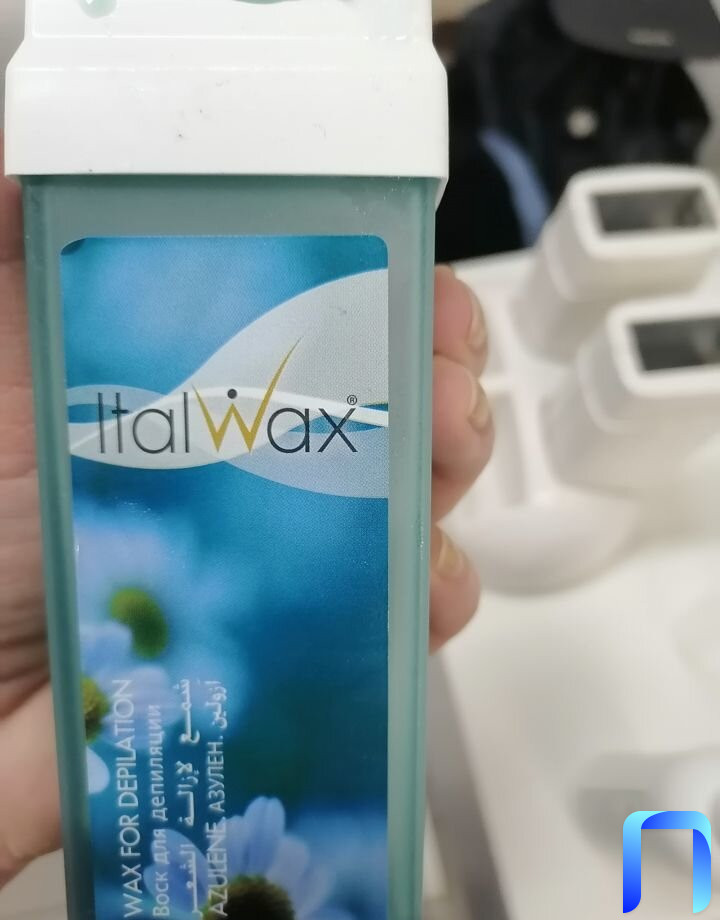 ItalWax®
WAX FOR DEPILATION
Воск для депиляции
شمع لإزالة الشعر
AZULENE. АЗУЛЕН. أزولين